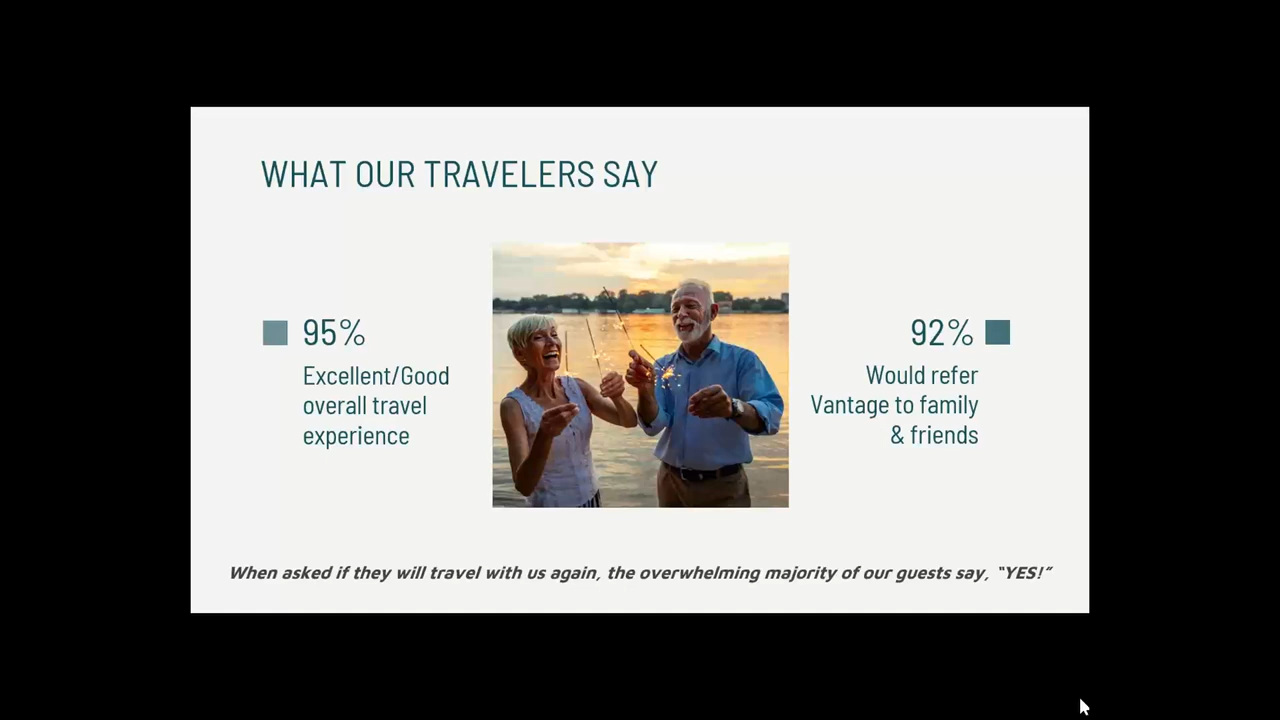 WHAT OUR TRAVELERS SAY
95%
Excellent/Good
overall travel
experience
92%
Would refer
Vantage to family
& friends
When asked if they will travel with us again, the overwhelming majority of our guests say, “YES!”